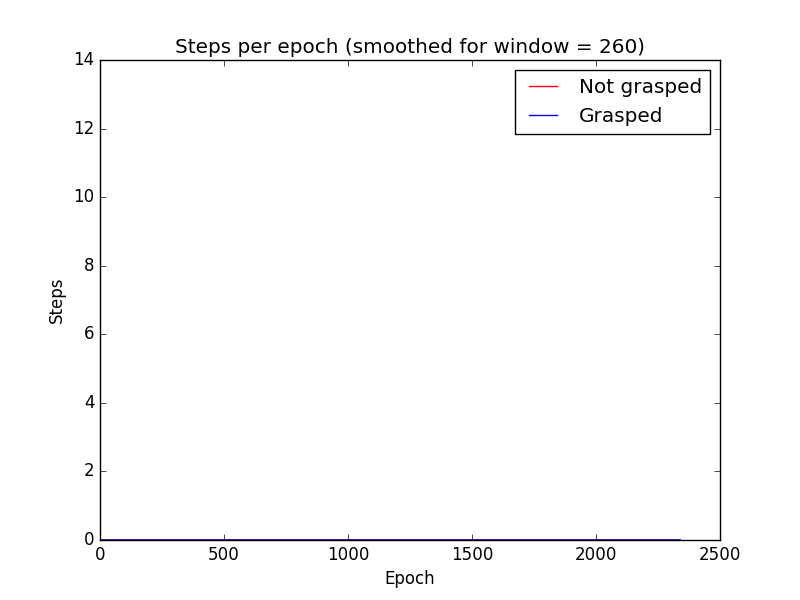 Steps per epoch (smoothed for window = 260)
14
Not grasped
Grasped
12
10
8
Steps
6
4
2
0
0 500 1000 1500 2000 2500
Epoch